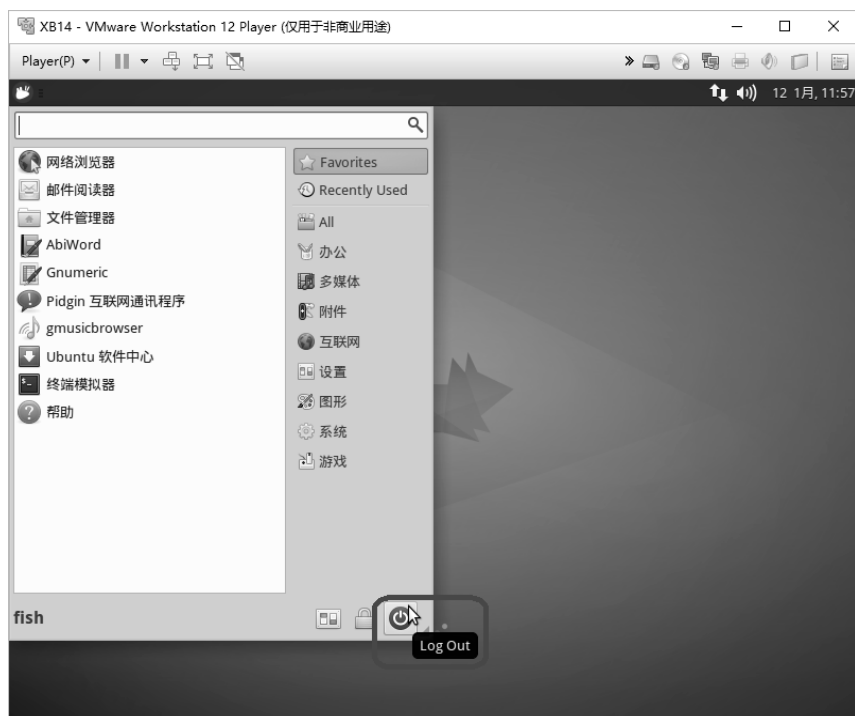 XB14 - VMware Workstation 12 Player (仅用于非商业用途)
Player(P)
12 1月, 11:57
网络浏览器
邮件阅读器
文件管理器
AbiWord
Gnumeric
Pidgin 互联网通讯程序
gmusicbrowser
Ubuntu 软件中心
终端模拟器
帮助
Favorites
Recently Used
All
办公
多媒体
附件
互联网
设置
图形
系统
游戏
fish
Log Out